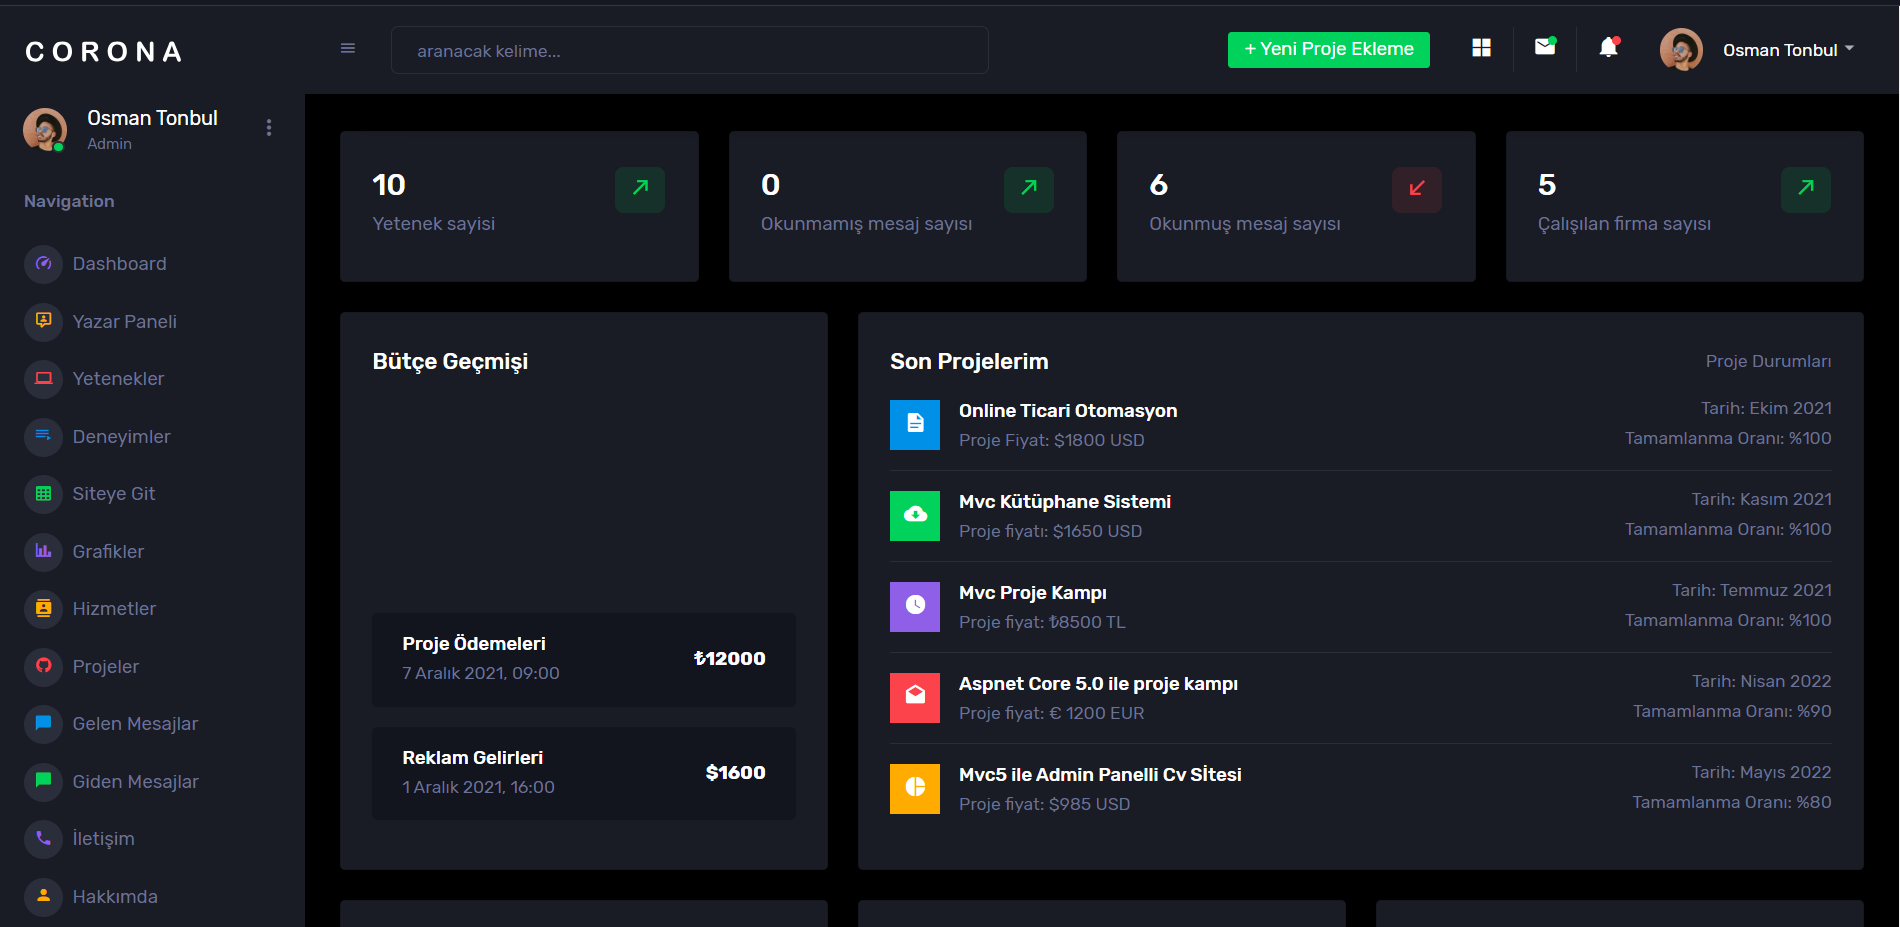 CORONA
aranacak kelime...
+ Yeni Proje Ekleme
Osman Tonbul
Osman Tonbul
Admin
Navigation
Dashboard
Yazar Paneli
Yetenekler
Deneyimler
Siteye Git
Grafikler
Hizmetler
Projeler
Gelen Mesajlar
Giden Mesajlar
İletişim
Hakkımda
10
Yetenek sayisi
0
Okunmamış mesaj sayısı
6
Okunmuş mesaj sayısı
5
Çalışılan firma sayısı
Bütçe Geçmişi
Proje Ödemeleri
7 Aralık 2021, 09:00
₺12000
Reklam Gelirleri
1 Aralık 2021, 16:00
$1600
Son Projelerim
Proje Durumları
Online Ticari Otomasyon
Proje Fiyat: $1800 USD
Tarih: Ekim 2021
Tamamlanma Oranı: %100
Mvc Kütüphane Sistemi
Proje fiyatı: $1650 USD
Tarih: Kasım 2021
Tamamlanma Oranı: %100
Mvc Proje Kampı
Proje fiyat: ₺8500 TL
Tarih: Temmuz 2021
Tamamlanma Oranı: %100
Aspnet Core 5.0 ile proje kampı
Proje fiyat: € 1200 EUR
Tarih: Nisan 2022
Tamamlanma Oranı: %90
Mvc5 ile Admin Panelli Cv Sİtesi
Proje fiyat: $985 USD
Tarih: Mayıs 2022
Tamamlanma Oranı: %80